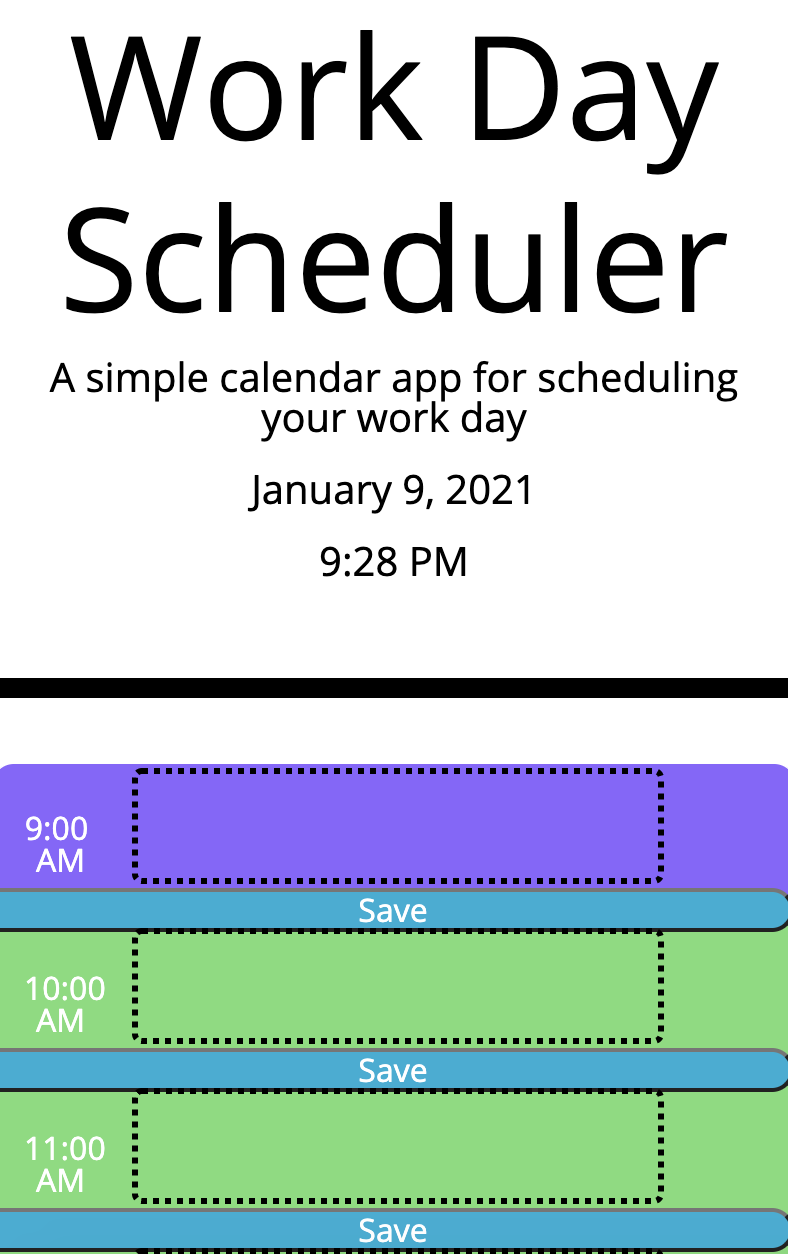 Work Day
Scheduler
A simple calendar app for scheduling
your work day
January 9, 2021
9:28 PM
9:00
AM
Save
10:00
AM
Save
11:00
AM
Save